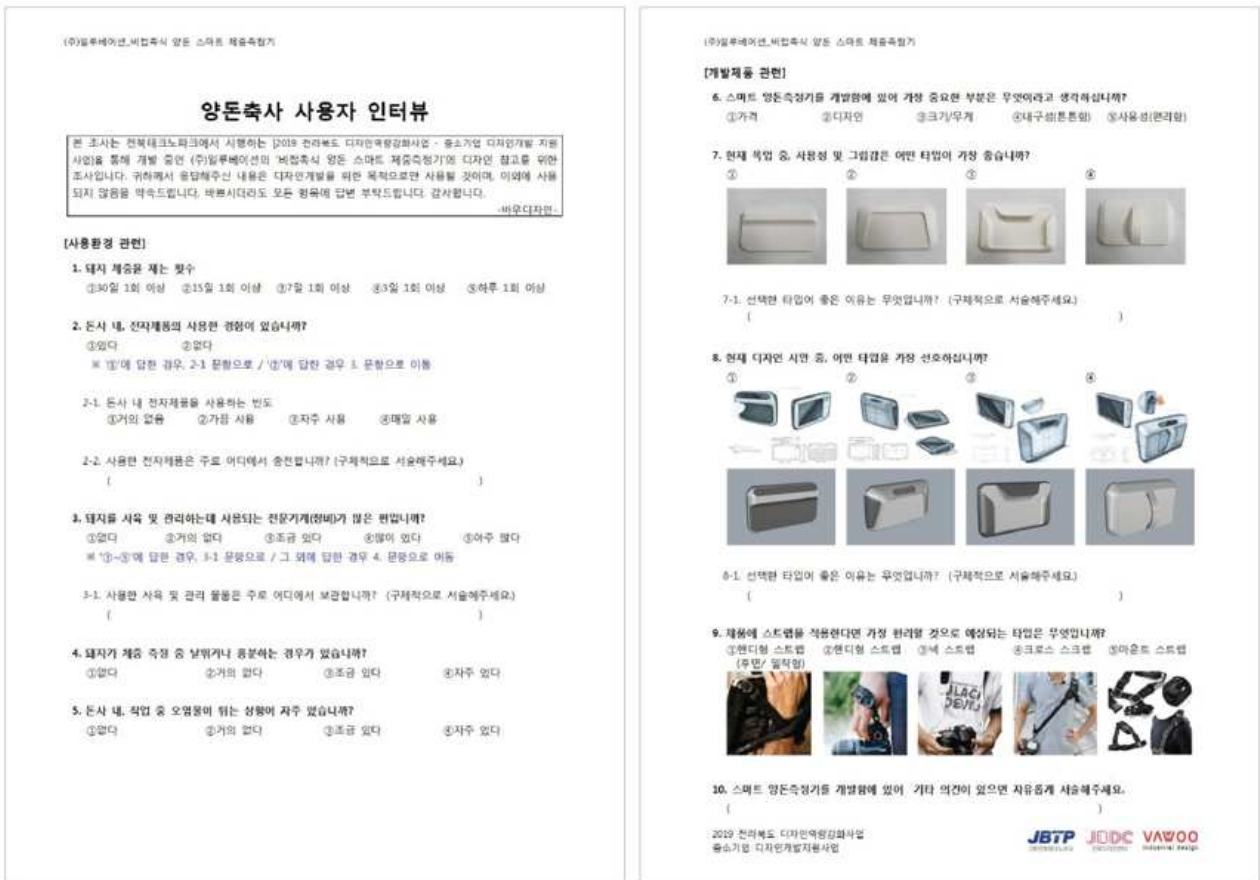 (주)일루베이션_비접촉식 양돈 스마트 체중측정기
양돈축사 사용자 인터뷰
본 조사는 전북테크노파크에서 시행하는 [2019 전라북도 디자인역량강화사업 - 중소기업 디자인개발 지원
사업]을 통해 개발 중인 (주)일루베이션의 '비접촉식 양돈 스마트 체중측정기'의 디자인 참고를 위한
조사입니다. 귀하께서 응답해주신 내용은 디자인개발을 위한 목적으로만 사용될 것이며, 이외에 사용
되지 않음을 약속드립니다. 바쁘시더라도 모든 항목에 답변 부탁드립니다. 감사합니다.
-바우디자인-
[사용환경 관련]
1. 돼지 체중을 재는 횟수
①30일 1회 이상 ②15일 1회 이상 ③7일 1회 이상 ④3일 1회 이상 ⑤하루 1회 이상
2. 돈사 내, 전자제품의 사용한 경험이 있습니까?
①있다 ②없다
※ '①'에 답한 경우, 2-1 문항으로 / '②'에 답한 경우 3. 문항으로 이동
2-1. 돈사 내 전자제품을 사용하는 빈도
①거의 없음 ②가끔 사용 ③자주 사용 ④매일 사용
2-2. 사용한 전자제품은 주로 어디에서 충전합니까? (구체적으로 서술해주세요.)
( )
3. 돼지를 사육 및 관리하는데 사용되는 전문기계(장비)가 많은 편입니까?
①없다 ②거의 없다 ③조금 있다 ④많이 있다 ⑤아주 많다
※ '③~⑤'에 답한 경우, 3-1 문항으로 / 그 외에 답한 경우 4. 문항으로 이동
3-1. 사용한 사육 및 관리 물품은 주로 어디에서 보관합니까? (구체적으로 서술해주세요.)
( )
4. 돼지가 체중 측정 중 날뛰거나 흥분하는 경우가 있습니까?
①없다 ②거의 없다 ③조금 있다 ④자주 있다
5. 돈사 내, 작업 중 오염물이 튀는 상황이 자주 있습니까?
①없다 ②거의 없다 ③조금 있다 ④자주 있다
(주)일루베이션_비접촉식 양돈 스마트 체중측정기
[개발제품 관련]
6. 스마트 양돈측정기를 개발함에 있어 가장 중요한 부분은 무엇이라고 생각하십니까?
①가격 ②디자인 ③크기/무게 ④내구성(튼튼함) ⑤사용성(편리함)
7. 현재 목업 중, 사용성 및 그립감은 어떤 타입이 가장 좋습니까?
① ② ③ ④
7-1. 선택한 타입이 좋은 이유는 무엇입니까? (구체적으로 서술해주세요.)
( )
8. 현재 디자인 시안 중, 어떤 타입을 가장 선호하십니까?
① ② ③ ④
8-1. 선택한 타입이 좋은 이유는 무엇입니까? (구체적으로 서술해주세요.)
( )
9. 제품에 스트랩을 적용한다면 가장 편리할 것으로 예상되는 타입은 무엇입니까?
①핸디형 스트랩 ②핸디형 스트랩 ③넥 스트랩 ④크로스 스크랩 ⑤마운트 스트랩
(후면/ 밀착형)
BLACK
DEVIL
10. 스마트 양돈측정기를 개발함에 있어 기타 의견이 있으면 자유롭게 서술해주세요.
( )
2019 전라북도 디자인역량강화사업
중소기업 디자인개발지원사업
JBTP JBDC VAWOO
industrial design